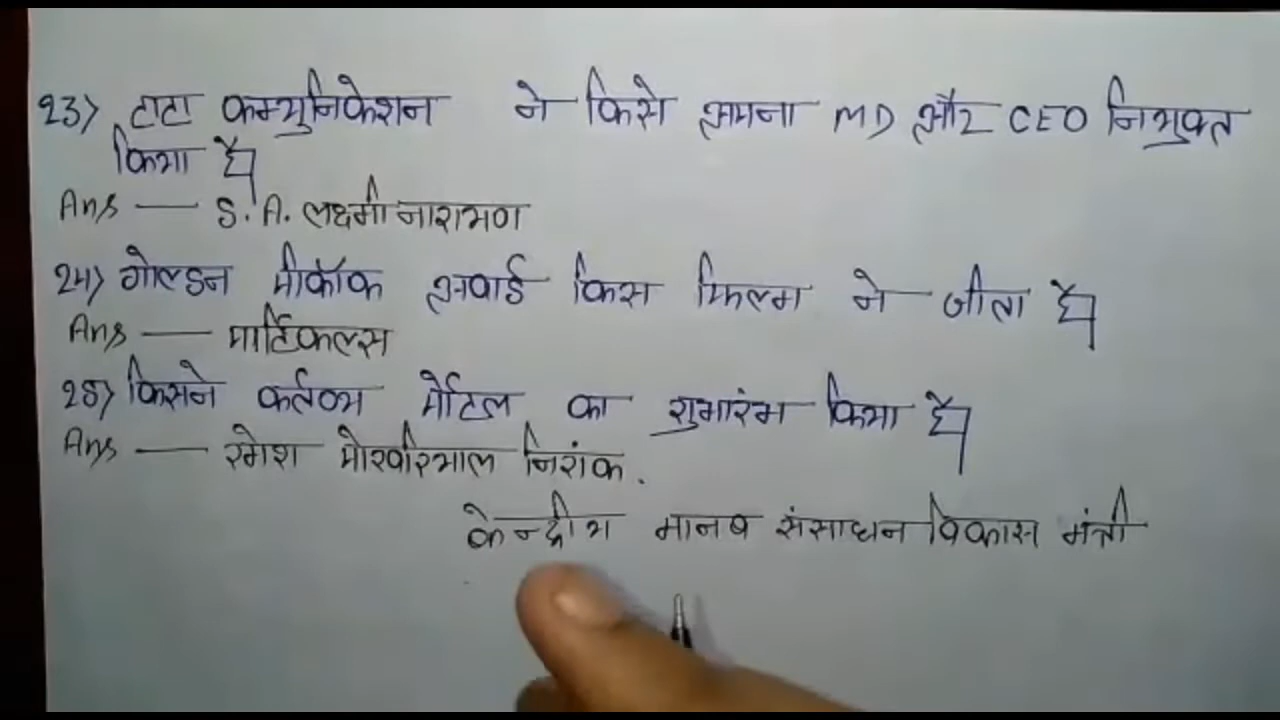 23) टाटा कम्युनिकेशन ने किसे अपना MD और CEO नियुक्त
किया है
Ans — S. A. लक्ष्मी नारायण
24) गोल्डन पीकॉक अवार्ड किस फिल्म ने जीता है
Ans — पार्टिकल्स
25) किसने कर्तव्य पोर्टल का शुभारंभ किया है
Ans — रमेश पोखरियाल निशंक.
केन्द्रीय मानव संसाधन विकास मंत्री